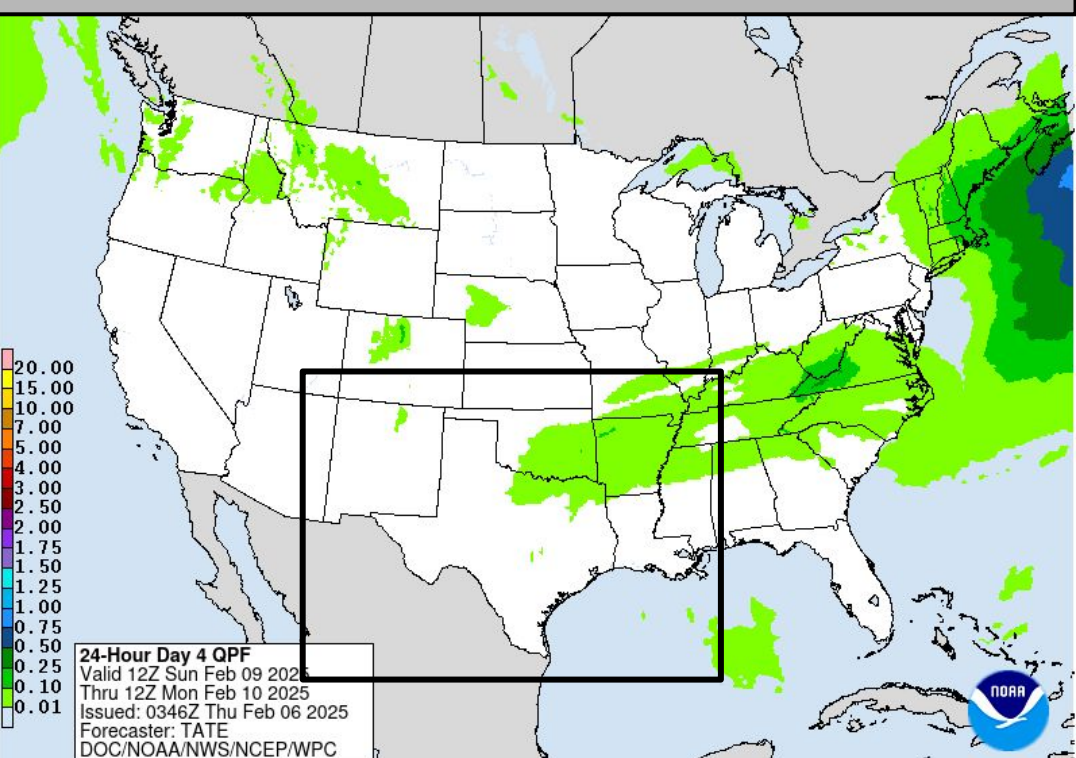 20.00
15.00
10.00
7.00
5.00
4.00
3.00
2.50
2.00
1.75
1.50
1.25
1.00
0.75
0.50
0.25
0.10
0.01
24-Hour Day 4 QPF
Valid 12Z Sun Feb 09 2025
Thru 12Z Mon Feb 10 2025
Issued: 0346Z Thu Feb 06 2025
Forecaster: TATE
DOC/NOAA/NWS/NCEP/WPC
NOAA